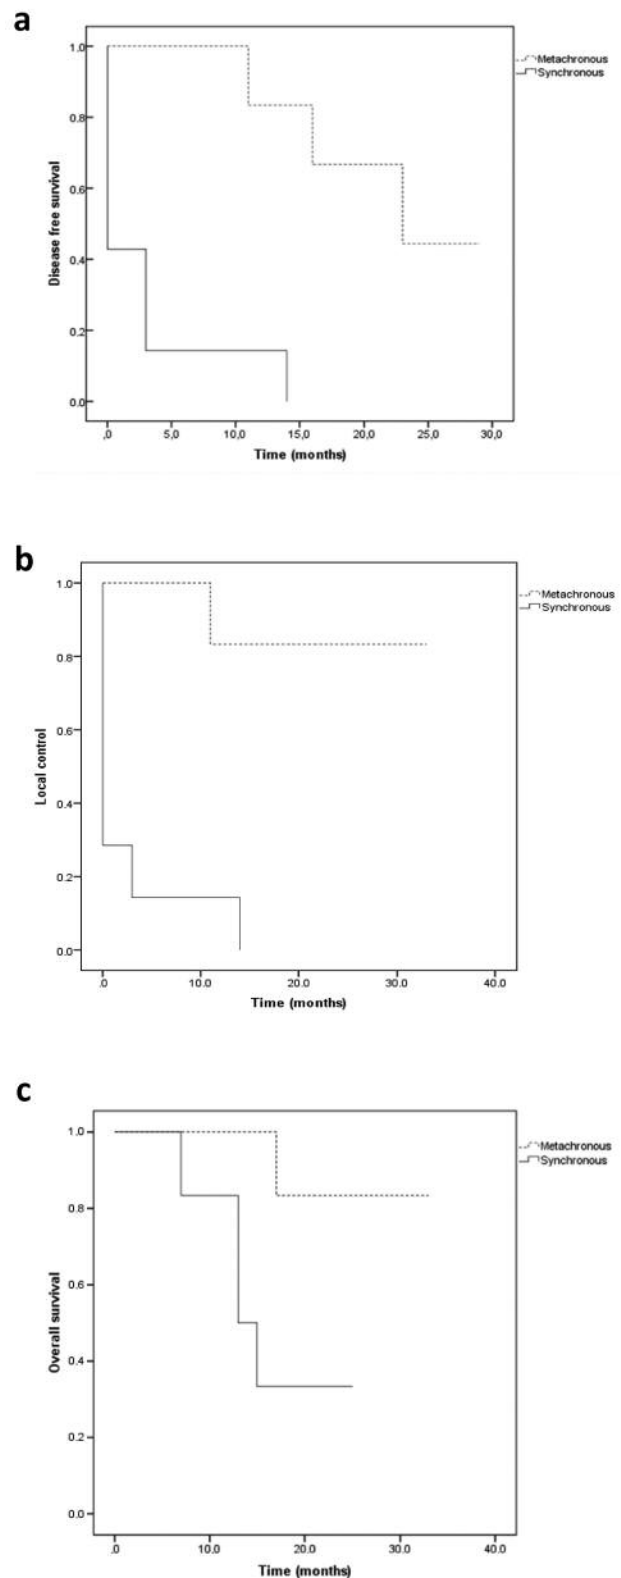 a
1.0
0.8
0.6
0.4
0.2
0.0
Disease free survival
,0 5,0 10,0 15,0 20,0 25,0 30,0
Time (months)
Metachronous
Synchronous
b
1.0
0.8
0.6
0.4
0.2
0.0
Local control
.0 10.0 20.0 30.0 40.0
Time (months)
Metachronous
Synchronous
c
1.0
0.8
0.6
0.4
0.2
0.0
Overall survival
.0 10.0 20.0 30.0 40.0
Time (months)
Metachronous
Synchronous